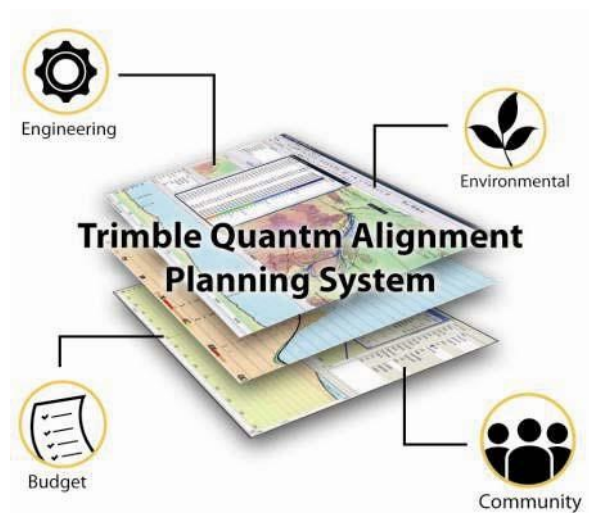 Engineering
Environmental
Trimble Quantm Alignment
Planning System
Budget
Community